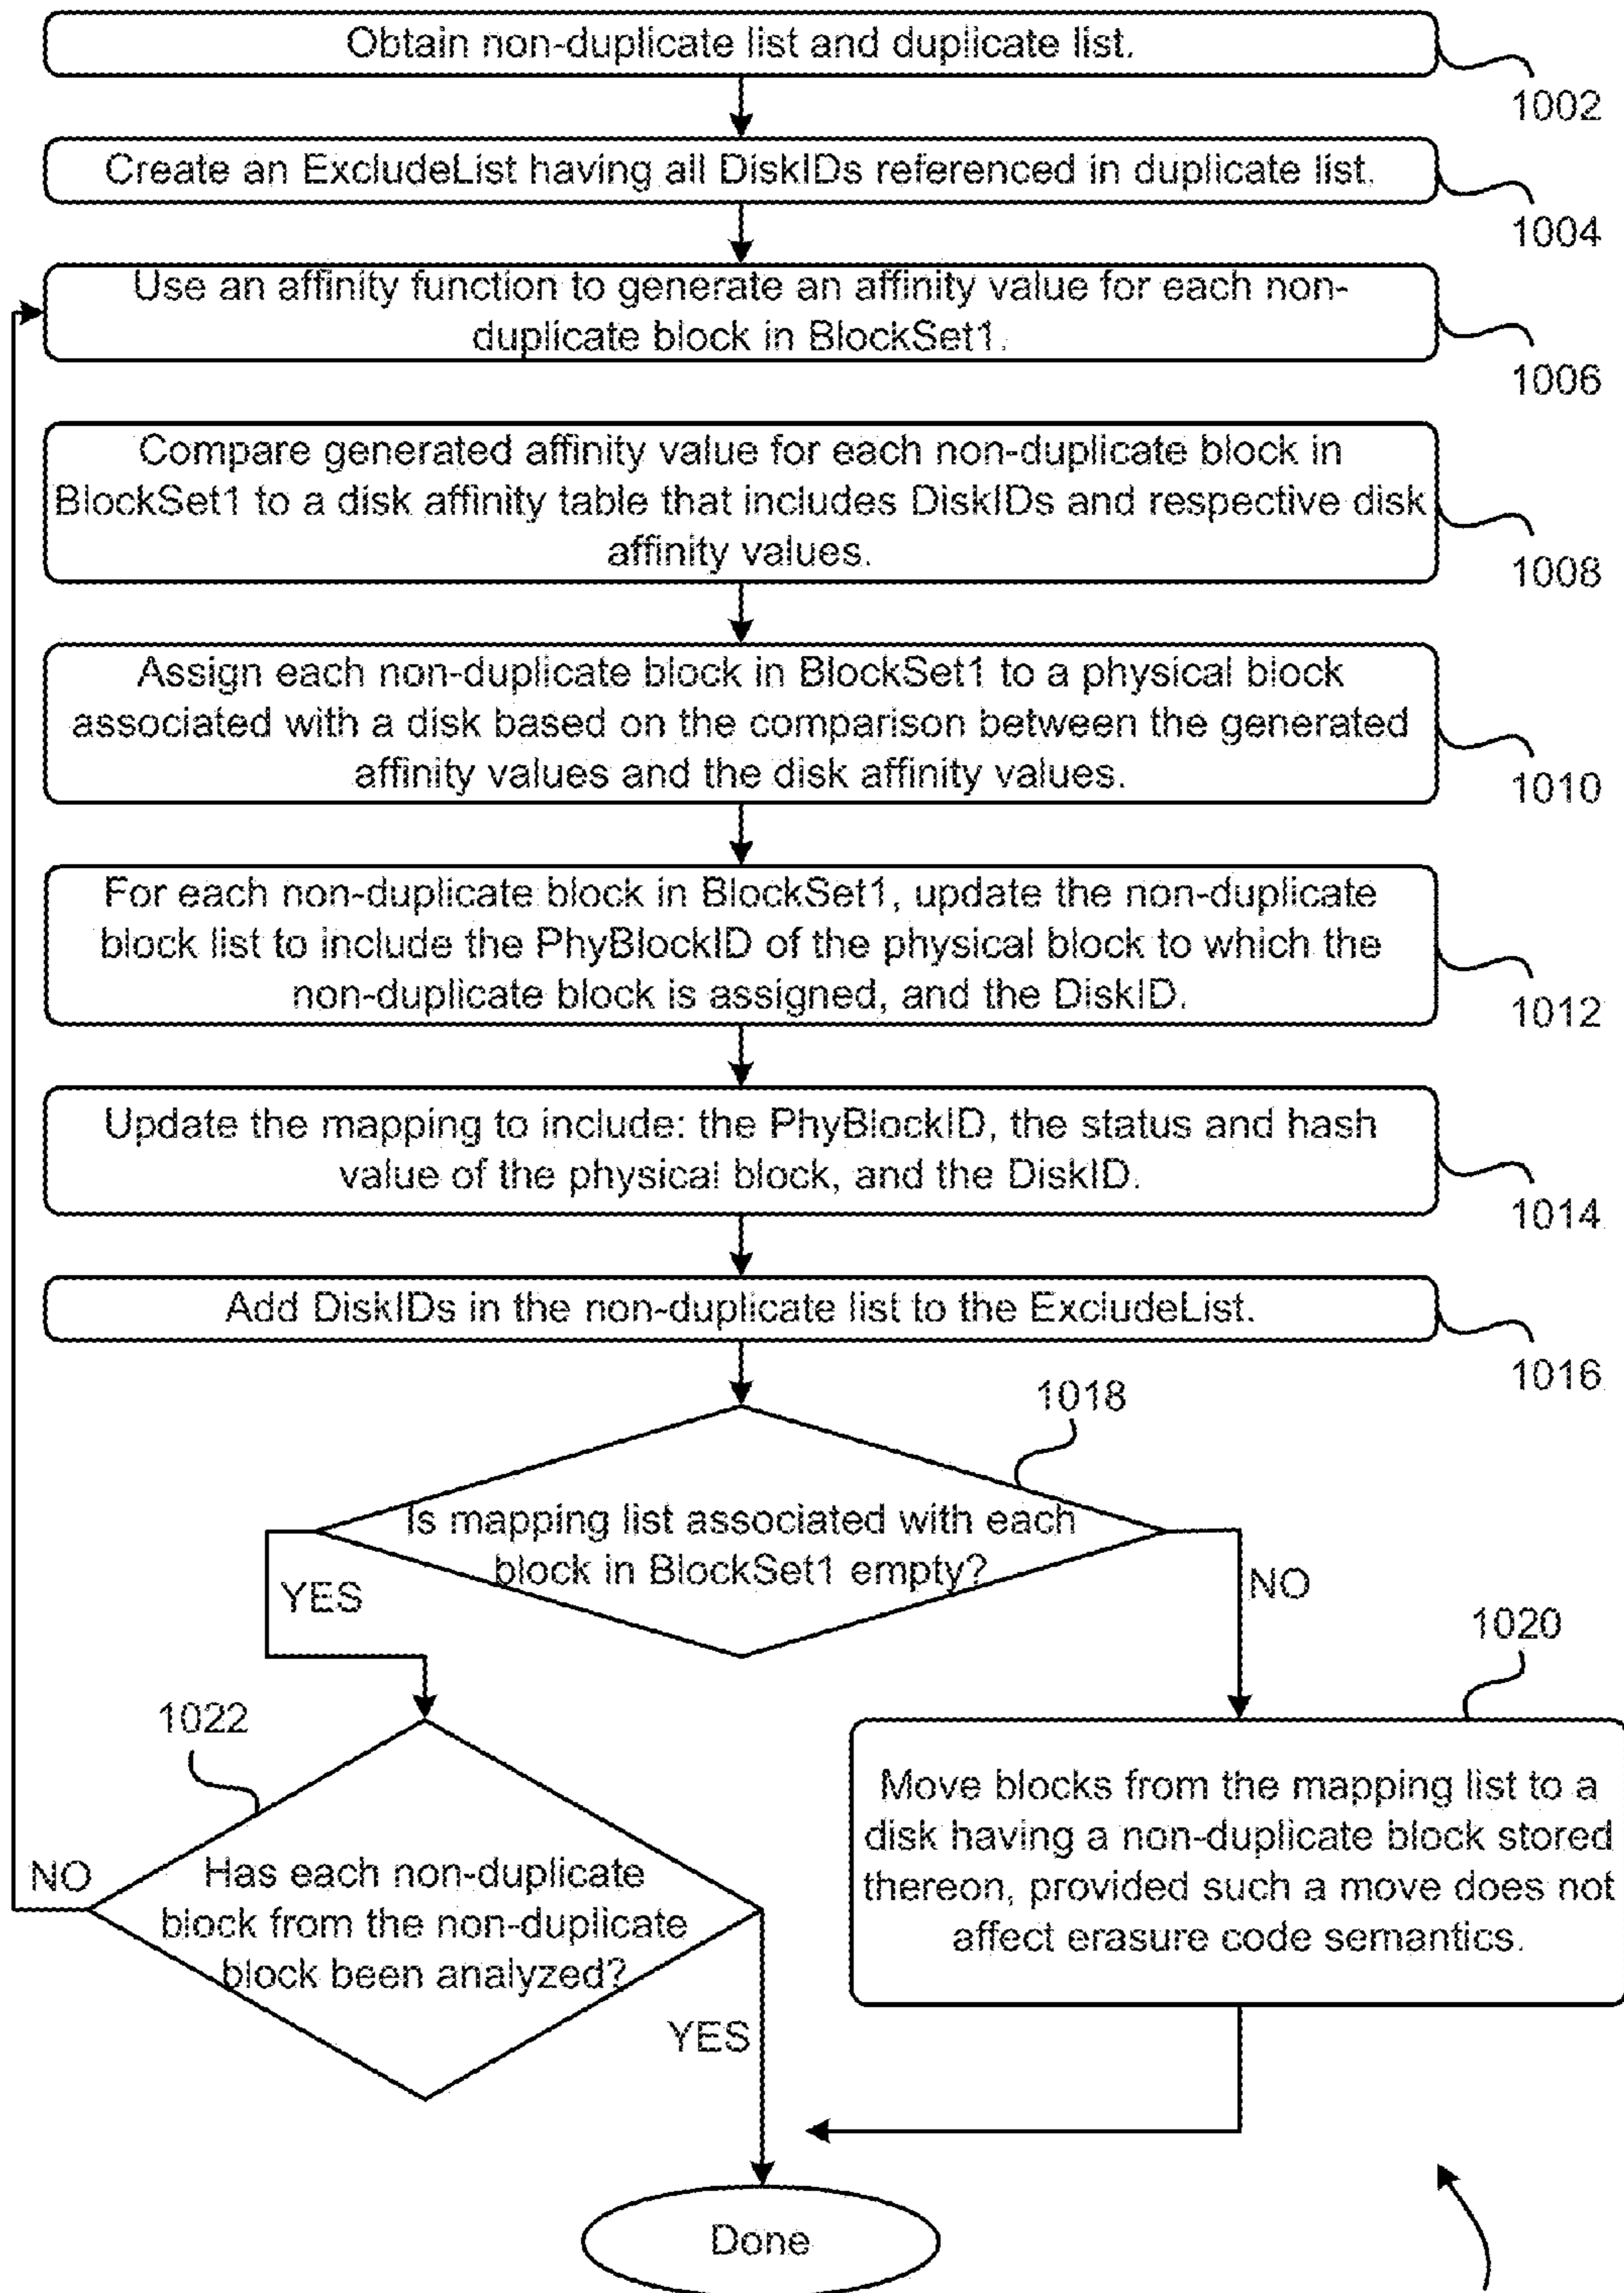 Obtain non-duplicate list and duplicate list.
1002
Create an ExcludeList having all DiskIDs referenced in duplicate list.
1004
Use an affinity function to generate an affinity value for each non-
duplicate block in BlockSet1.
1006
Compare generated affinity value for each non-duplicate block in
BlockSet1 to a disk affinity table that includes DiskIDs and respective disk
affinity values.
1008
Assign each non-duplicate block in BlockSet1 to a physical block
associated with a disk based on the comparison between the generated
affinity values and the disk affinity values.
1010
For each non-duplicate block in BlockSet1, update the non-duplicate
block list to include the PhyBlockID of the physical block to which the
non-duplicate block is assigned, and the DiskID.
1012
Update the mapping to include: the PhyBlockID, the status and hash
value of the physical block, and the DiskID.
1014
Add DiskIDs in the non-duplicate list to the ExcludeList.
1016
1018
Is mapping list associated with each
block in BlockSet1 empty?
YES
NO
1020
1022
Move blocks from the mapping list to a
disk having a non-duplicate block stored
thereon, provided such a move does not
affect erasure code semantics.
NO
Has each non-duplicate
block from the non-duplicate
block been analyzed?
YES
Done